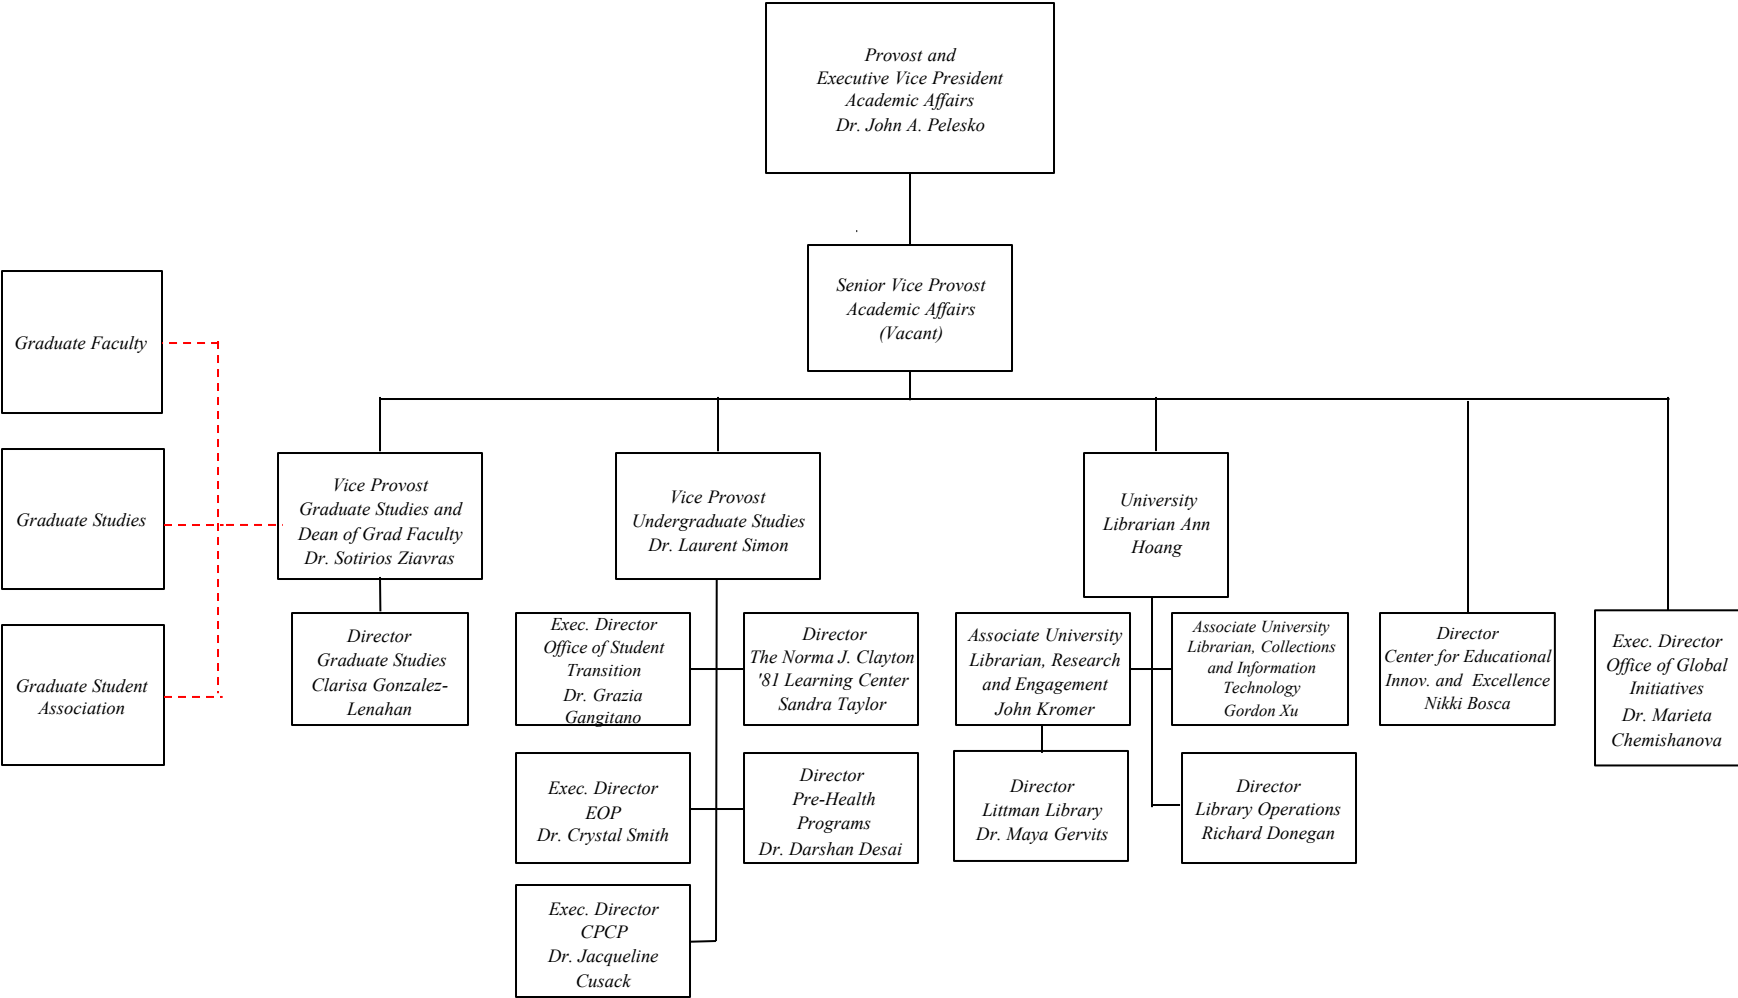 Provost and
Executive Vice President
Academic Affairs
Dr. John A. Pelesko
Senior Vice Provost
Academic Affairs
(Vacant)
Graduate Faculty
Graduate Studies
Graduate Student
Association
Vice Provost
Graduate Studies and
Dean of Grad Faculty
Dr. Sotirios Ziavras
Vice Provost
Undergraduate Studies
Dr. Laurent Simon
University
Librarian Ann
Hoang
Director
Graduate Studies
Clarisa Gonzalez-
Lenahan
Exec. Director
Office of Student
Transition
Dr. Grazia
Gangitano
Director
The Norma J. Clayton
'81 Learning Center
Sandra Taylor
Associate University
Librarian, Research
and Engagement
John Kromer
Associate University
Librarian, Collections
and Information
Technology
Gordon Xu
Director
Center for Educational
Innov. and Excellence
Nikki Bosca
Exec. Director
Office of Global
Initiatives
Dr. Marieta
Chemishanova
Exec. Director
EOP
Dr. Crystal Smith
Director
Pre-Health
Programs
Dr. Darshan Desai
Director
Littman Library
Dr. Maya Gervits
Director
Library Operations
Richard Donegan
Exec. Director
CPCP
Dr. Jacqueline
Cusack